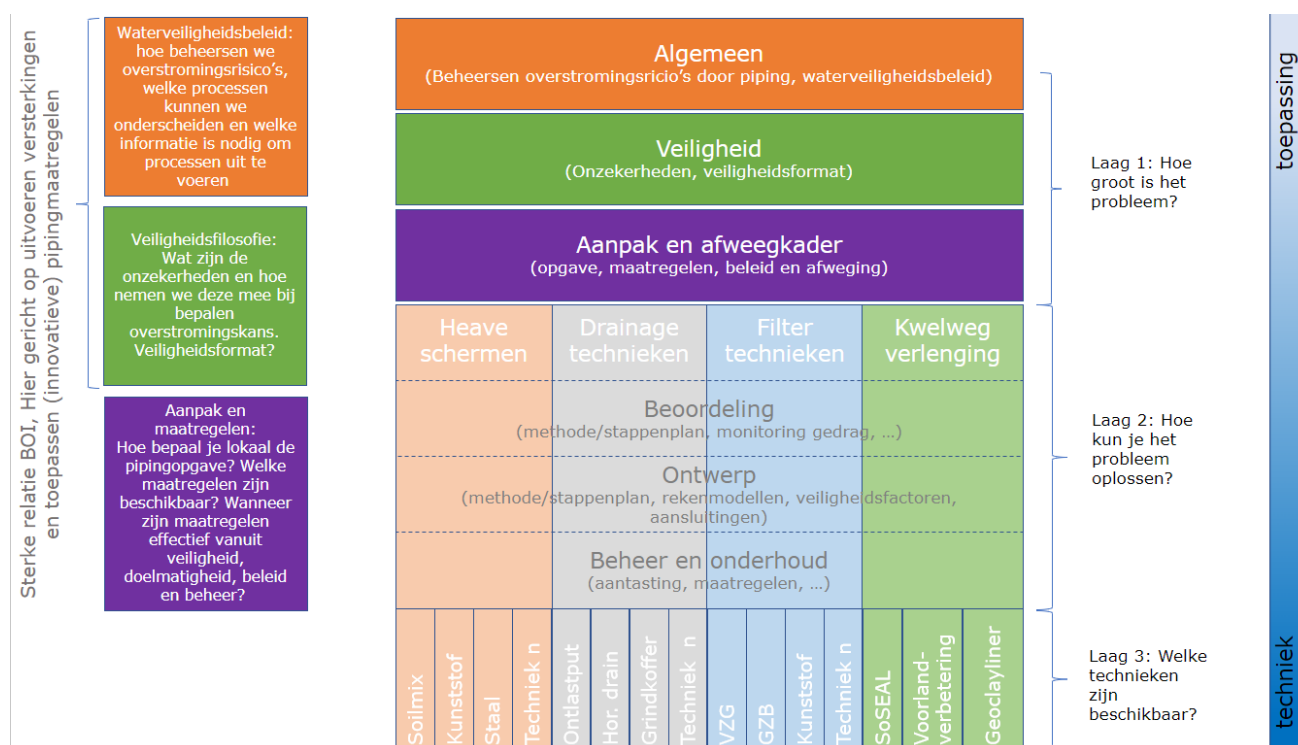 Sterke relatie BOI, Hier gericht op uitvoeren versterkingen
en toepassen (innovatieve) pipingmaatregelen
Waterveiligheidsbeleid:
hoe beheersen we
overstromingsrisico's,
welke processen
kunnen we
onderscheiden en welke
informatie is nodig om
processen uit te
voeren
Veiligheidsfilosofie:
Wat zijn de
onzekerheden en hoe
nemen we deze mee bij
bepalen
overstromingskans.
Veiligheidsformat?
Aanpak en
maatregelen:
Hoe bepaal je lokaal de
pipingopgave? Welke
maatregelen zijn
beschikbaar? Wanneer
zijn maatregelen
effectief vanuit
veiligheid,
doelmatigheid, beleid
en beheer?
Algemeen
(Beheersen overstromingsricio's door piping, waterveiligheidsbeleid)
Veiligheid
(Onzekerheden, veiligheidsformat)
Aanpak en afweegkader
(opgave, maatregelen, beleid en afweging)
Heave
schermen
Drainage
technieken
Filter
technieken
Kwelweg
verlenging
Beoordeling
(methode/stappenplan, monitoring gedrag, ...)
Ontwerp
(methode/stappenplan, rekenmodellen, veiligheidsfactoren,
aansluitingen)
Beheer en onderhoud
(aantasting, maatregelen, ...)
Soilmix
Kunststof
Staal
Techniek n
Ontlastput
Hor. drain
Grindkoffer
Techniek n
VZG
GZB
Kunststof
Techniek n
SoSEAL
Voorland-
verbetering
Geoclayliner
Laag 1: Hoe
groot is het
probleem?
Laag 2: Hoe
kun je het
probleem
oplossen?
Laag 3: Welke
technieken
zijn
beschikbaar?
toepassing
techniek